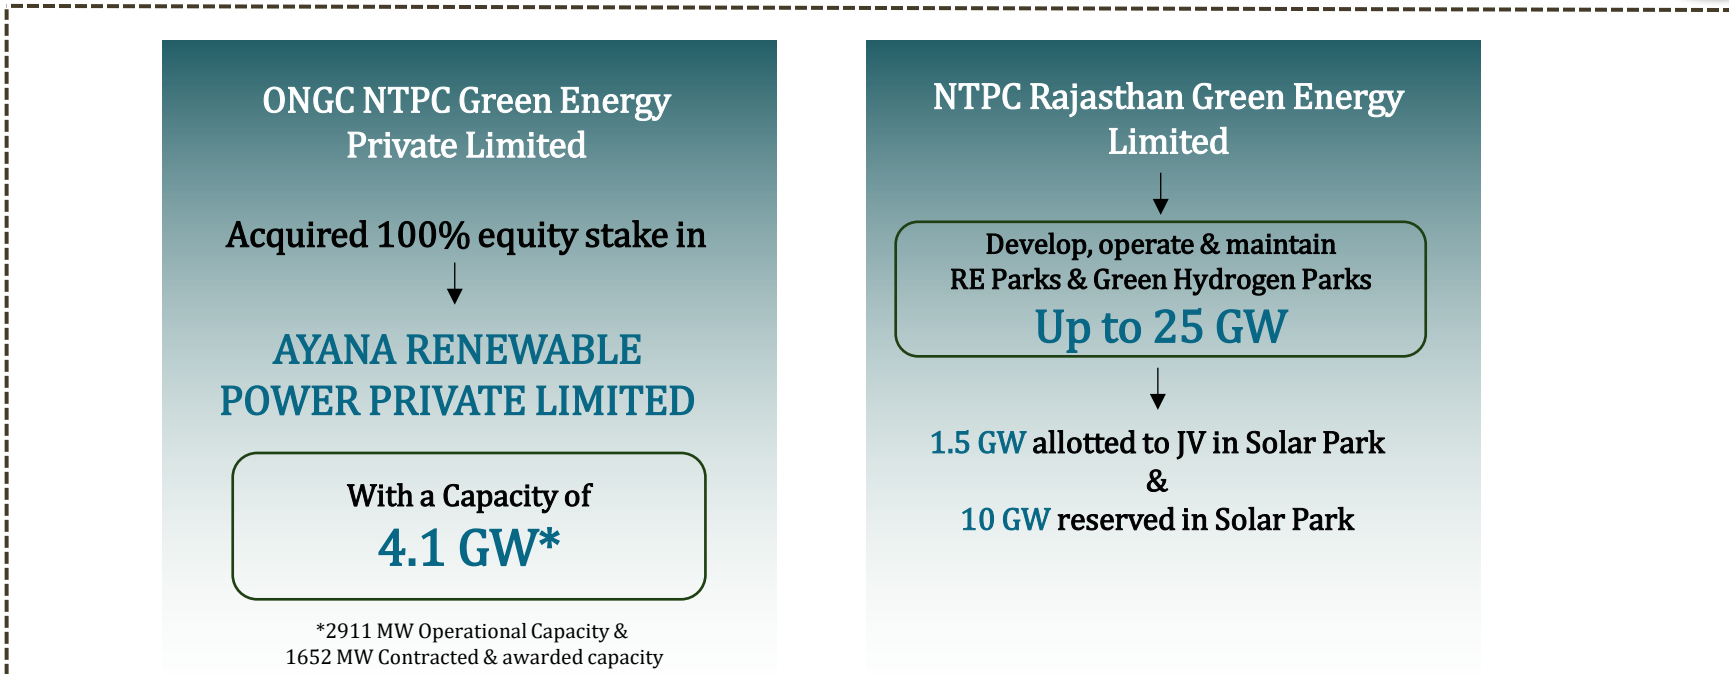 ONGC NTPC Green Energy
Private Limited
Acquired 100% equity stake in
AYANA RENEWABLE
POWER PRIVATE LIMITED
With a Capacity of
4.1 GW*
*2911 MW Operational Capacity &
1652 MW Contracted & awarded capacity
NTPC Rajasthan Green Energy
Limited
Develop, operate & maintain
RE Parks & Green Hydrogen Parks
Up to 25 GW
1.5 GW allotted to JV in Solar Park
&
10 GW reserved in Solar Park